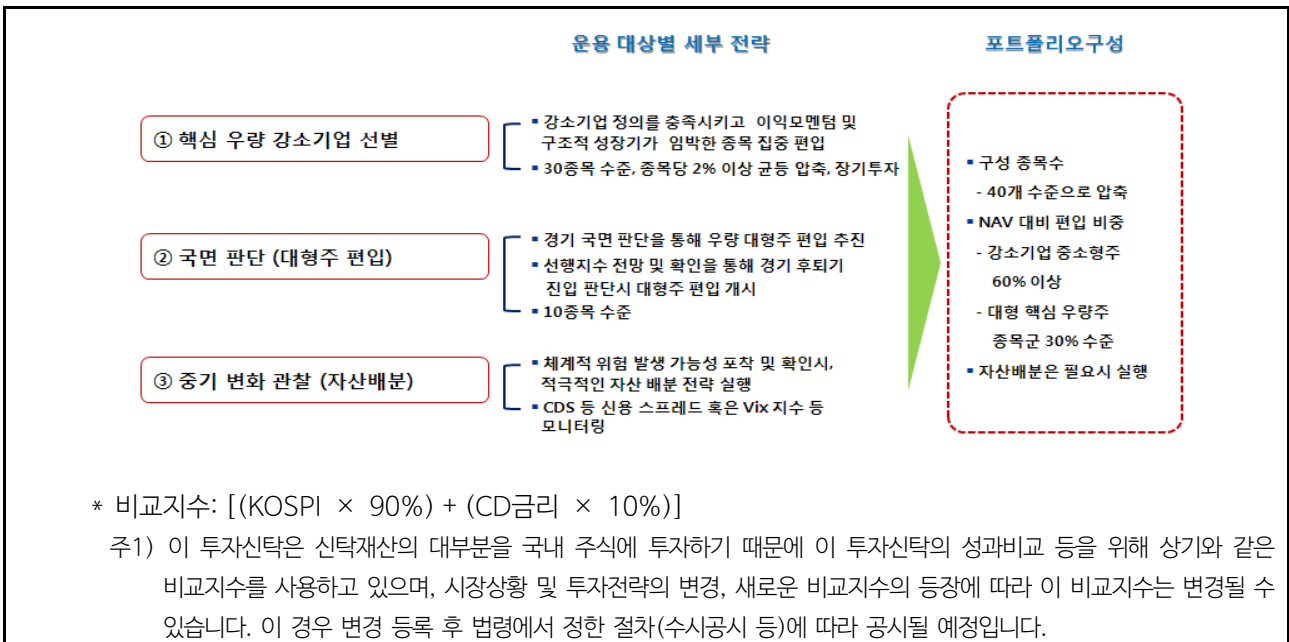 운용 대상별 세부 전략
포트폴리오구성
① 핵심 우량 강소기업 선별
▪ 강소기업 정의를 충족시키고 이익모멘텀 및
구조적 성장기가 임박한 종목 집중 편입
▪ 30종목 수준, 종목당 2% 이상 균등 압축, 장기투자
② 국면 판단 (대형주 편입)
▪ 경기 국면 판단을 통해 우량 대형주 편입 추진
▪ 선행지수 전망 및 확인을 통해 경기 후퇴기
진입 판단시 대형주 편입 개시
▪ 10종목 수준
③ 중기 변화 관찰 (자산배분)
▪ 체계적 위험 발생 가능성 포착 및 확인시,
적극적인 자산 배분 전략 실행
▪ CDS 등 신용 스프레드 혹은 Vix 지수 등
모니터링
▪ 구성 종목수
- 40개 수준으로 압축
▪ NAV 대비 편입 비중
- 강소기업 중소형주
60% 이상
- 대형 핵심 우량주
종목군 30% 수준
▪ 자산배분은 필요시 실행
* 비교지수: [(KOSPI × 90%) + (CD금리 × 10%)]
주1) 이 투자신탁은 신탁재산의 대부분을 국내 주식에 투자하기 때문에 이 투자신탁의 성과비교 등을 위해 상기와 같은
비교지수를 사용하고 있으며, 시장상황 및 투자전략의 변경, 새로운 비교지수의 등장에 따라 이 비교지수는 변경될 수
있습니다. 이 경우 변경 등록 후 법령에서 정한 절차(수시공시 등)에 따라 공시될 예정입니다.